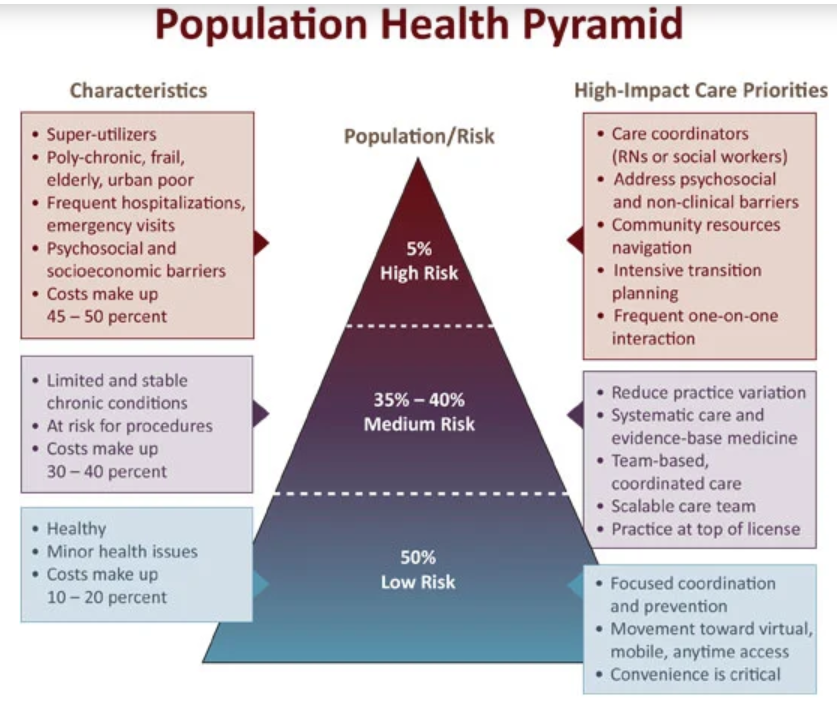 Population Health Pyramid
Characteristics
• Super-utilizers
• Poly-chronic, frail,
elderly, urban poor
• Frequent hospitalizations,
emergency visits
• Psychosocial and
socioeconomic barriers
• Costs make up
45 – 50 percent
• Limited and stable
chronic conditions
• At risk for procedures
• Costs make up
30 – 40 percent
• Healthy
• Minor health issues
• Costs make up
10 – 20 percent
Population/Risk
5%
High Risk
35% – 40%
Medium Risk
50%
Low Risk
High-Impact Care Priorities
• Care coordinators
(RNs or social workers)
• Address psychosocial
and non-clinical barriers
• Community resources
navigation
• Intensive transition
planning
• Frequent one-on-one
interaction
• Reduce practice variation
• Systematic care and
evidence-base medicine
• Team-based,
coordinated care
• Scalable care team
• Practice at top of license
• Focused coordination
and prevention
• Movement toward virtual,
mobile, anytime access
• Convenience is critical